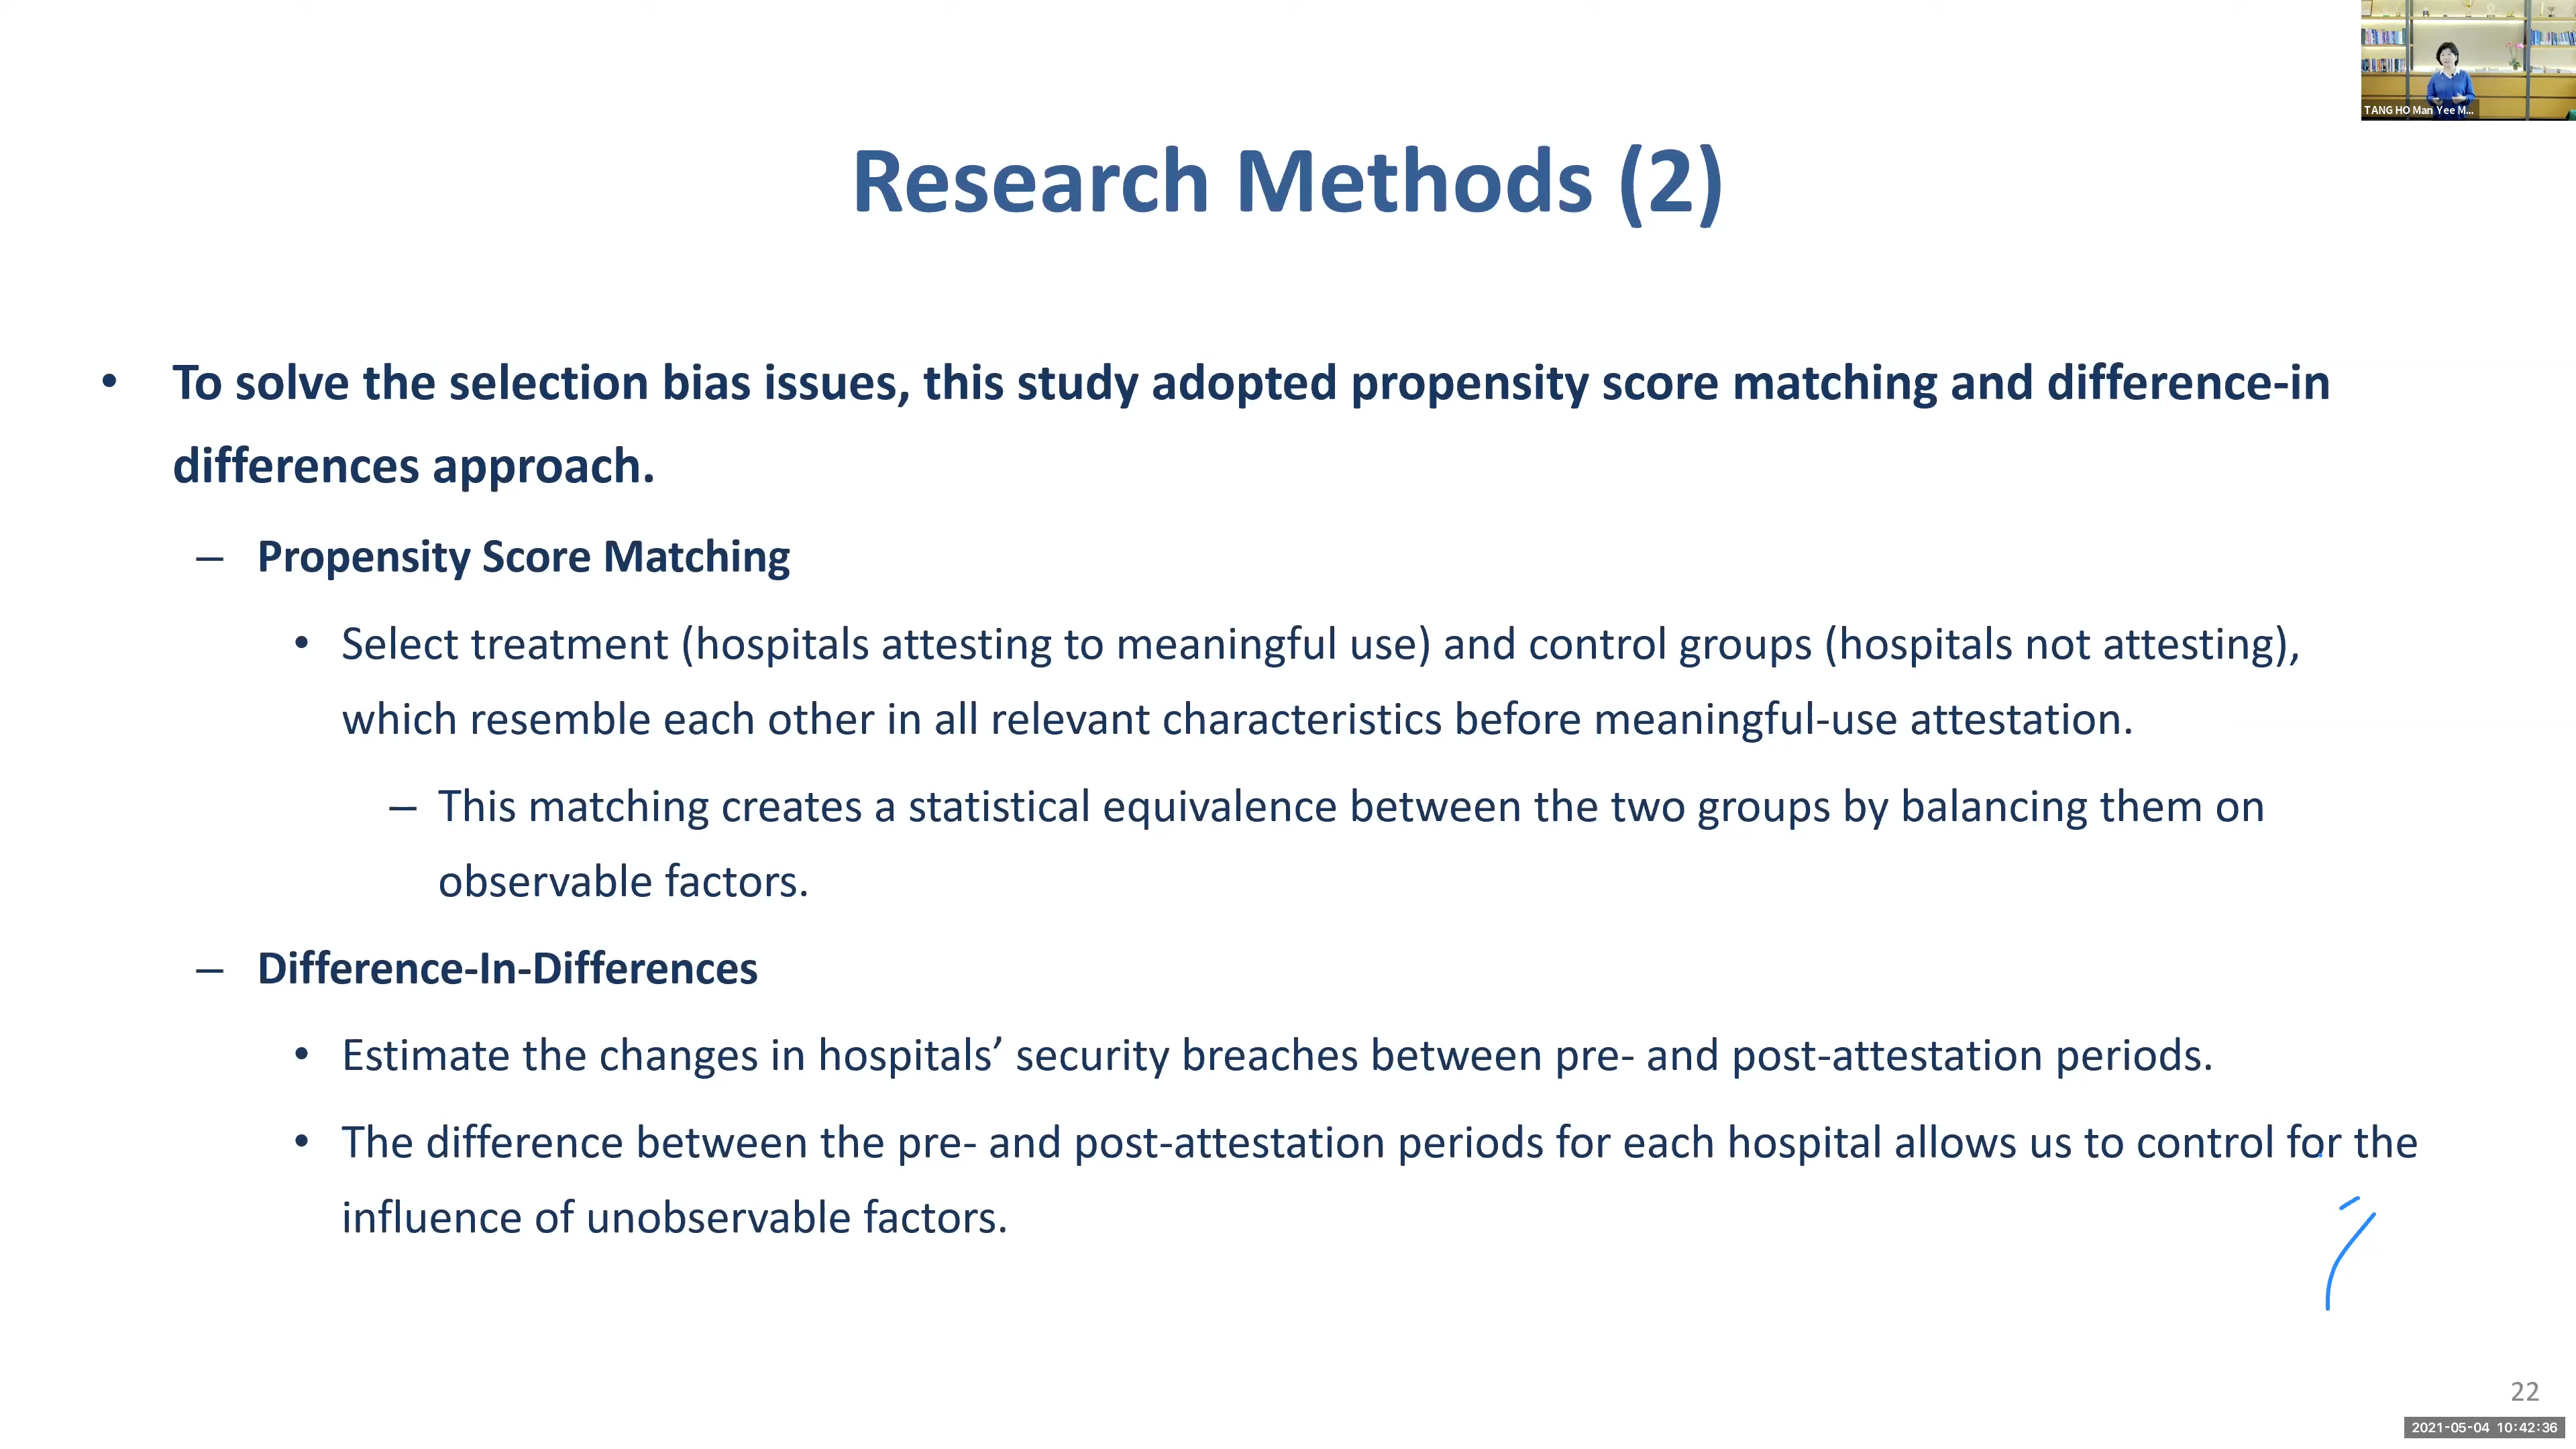 TANG HO Man Yee M...
Research Methods (2)
• To solve the selection bias issues, this study adopted propensity score matching and difference-in
differences approach.
– Propensity Score Matching
• Select treatment (hospitals attesting to meaningful use) and control groups (hospitals not attesting),
which resemble each other in all relevant characteristics before meaningful-use attestation.
– This matching creates a statistical equivalence between the two groups by balancing them on
observable factors.
– Difference-In-Differences
• Estimate the changes in hospitals’ security breaches between pre- and post-attestation periods.
• The difference between the pre- and post-attestation periods for each hospital allows us to control for the
influence of unobservable factors.
22
2021-05-04 10:42:36